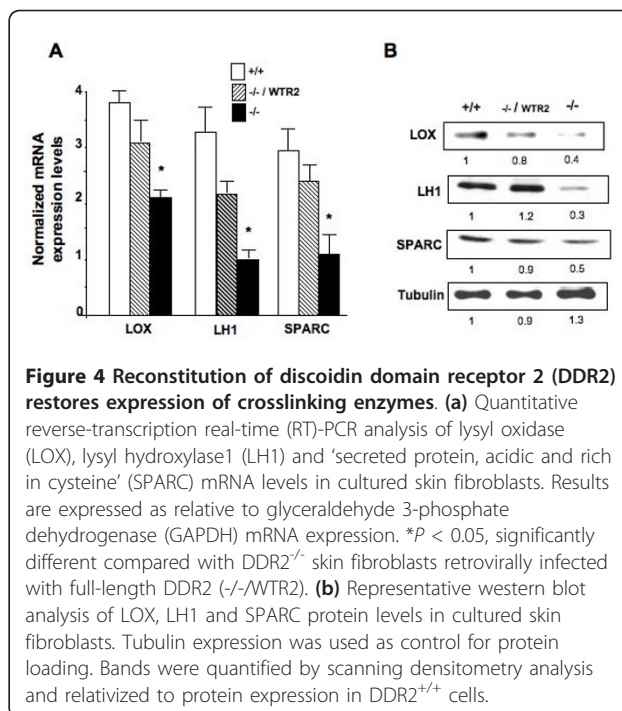 A
B
+/+
-/- / WTR2
-/-
Normalized mRNA
expression levels
4
3
2
1
0
*
*
*
LOX
LH1
SPARC
+/+
-/- / WTR2
-/-
LOX
1
0.8
0.4
LH1
1
1.2
0.3
SPARC
1
0.9
0.5
Tubulin
1
0.9
1.3
Figure 4 Reconstitution of discoidin domain receptor 2 (DDR2)
restores expression of crosslinking enzymes. (a) Quantitative
reverse-transcription real-time (RT)-PCR analysis of lysyl oxidase
(LOX), lysyl hydroxylase1 (LH1) and ‘secreted protein, acidic and rich
in cysteine’ (SPARC) mRNA levels in cultured skin fibroblasts. Results
are expressed as relative to glyceraldehyde 3-phosphate
dehydrogenase (GAPDH) mRNA expression. *P < 0.05, significantly
different compared with DDR2-/- skin fibroblasts retrovirally infected
with full-length DDR2 (-/-/WTR2). (b) Representative western blot
analysis of LOX, LH1 and SPARC protein levels in cultured skin
fibroblasts. Tubulin expression was used as control for protein
loading. Bands were quantified by scanning densitometry analysis
and relativized to protein expression in DDR2+/+ cells.